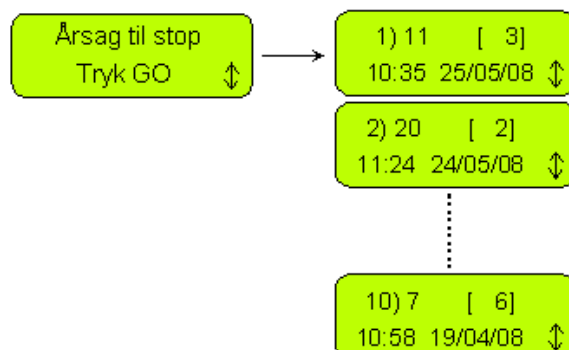 Årsag til stop
Tryk GO
1) 11 [ 3]
10:35 25/05/08
2) 20 [ 2]
11:24 24/05/08
10) 7 [ 6]
10:58 19/04/08